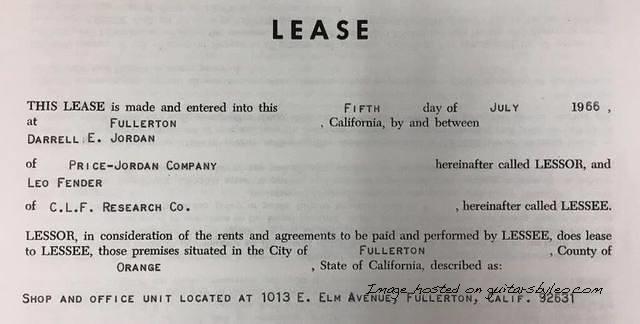 LEASE
THIS LEASE is made and entered into this FIFTH day of JULY 1966 ,
at FULLERTON , California, by and between
DARRELL E. JORDAN
of PRICE-JORDAN COMPANY hereinafter called LESSOR, and
LEO FENDER
of C.L.F. RESEARCH CO. , hereinafter called LESSEE.
LESSOR, in consideration of the rents and agreements to be paid and performed by LESSEE, does lease
to LESSEE, those premises situated in the City of FULLERTON , County of
ORANGE , State of California, described as:
Image hosted on guitarsbyleo.com
SHOP AND OFFICE UNIT LOCATED AT 1013 E. ELM AVENUE, FULLERTON, CALIF. 92631